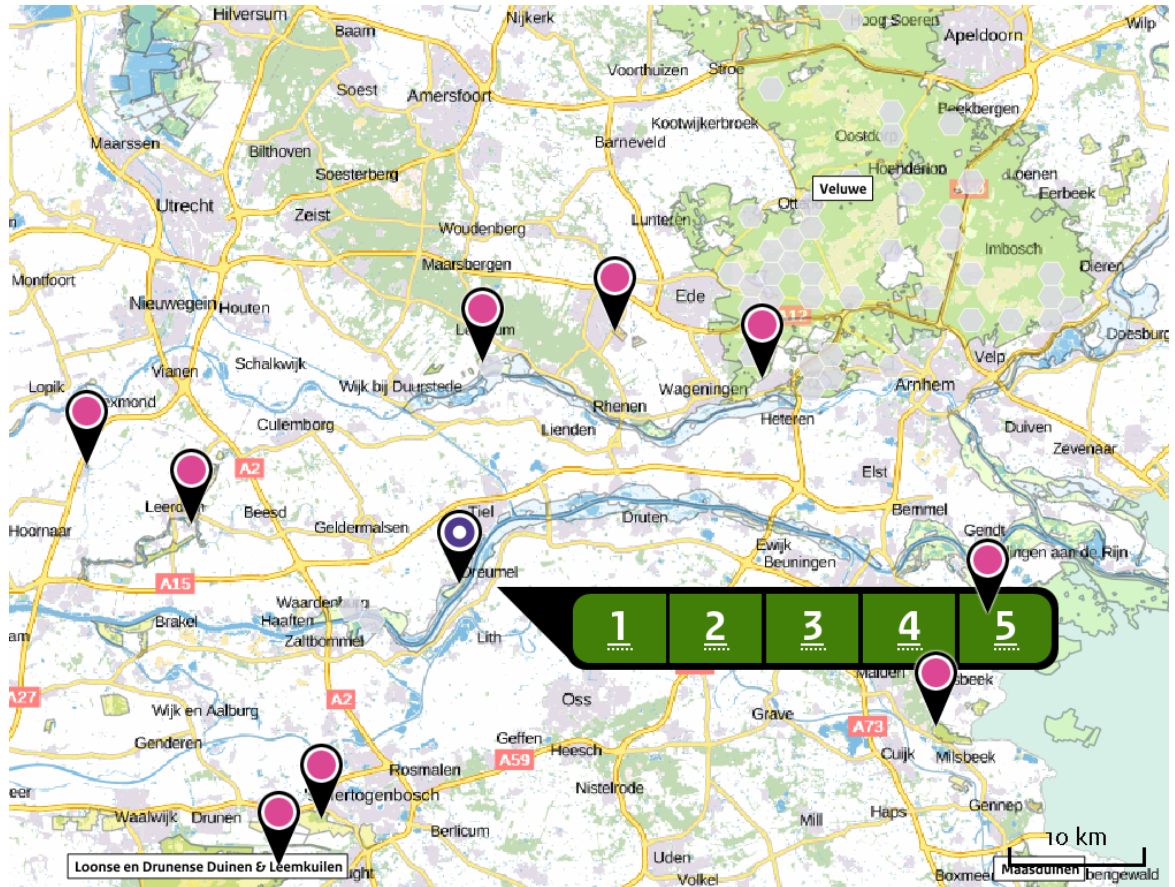 Hilversum
Nijkerk
Hoog Soeren
Wilp
Baarn
Apeldoorn
Voorthuizen
Stroe
Soest
Amersfoort
Beekbergen
Kootwijkerbroek
Maarssen
Barneveld
Bilthoven
Soesterberg
Hoenderloo
Loenen
Eerbeek
Veluwe
Utrecht
Zeist
Lunteren
Woudenberg
Imbosch
Maarsbergen
Dieren
Montfoort
Nieuwegein
Houten
Ede
A12
Doesburg
Velp
Schalkwijk
Vianen
Lopik
Wijk bij Duurstede
Wageningen
Arnhem
Rhenen
Heteren
Culemborg
Lienden
Duiven
Zevenaar
A2
Elst
Beesd
Tiel
Bemmel
Hoornaar
Geldermalsen
Druten
Gendt
Ewijk
Beuningen
Dreumel
A15
Waardenburg
Brakel
Haaften
Zaltbommel
Lith
1
2
3
4
5
Malden
A27
A2
Oss
Wijk en Aalburg
Grave
A73
Genderen
Geffen
Heesch
A59
Cuijk
Milsbeek
Rosmalen
Nistelrode
Waalwijk
Drunen
Gennep
Mill
Haps
Berlicum
10 km
Loonse en Drunense Duinen & Leemkuilen
Uden
Volkel
Boxmeer
Maasduinen